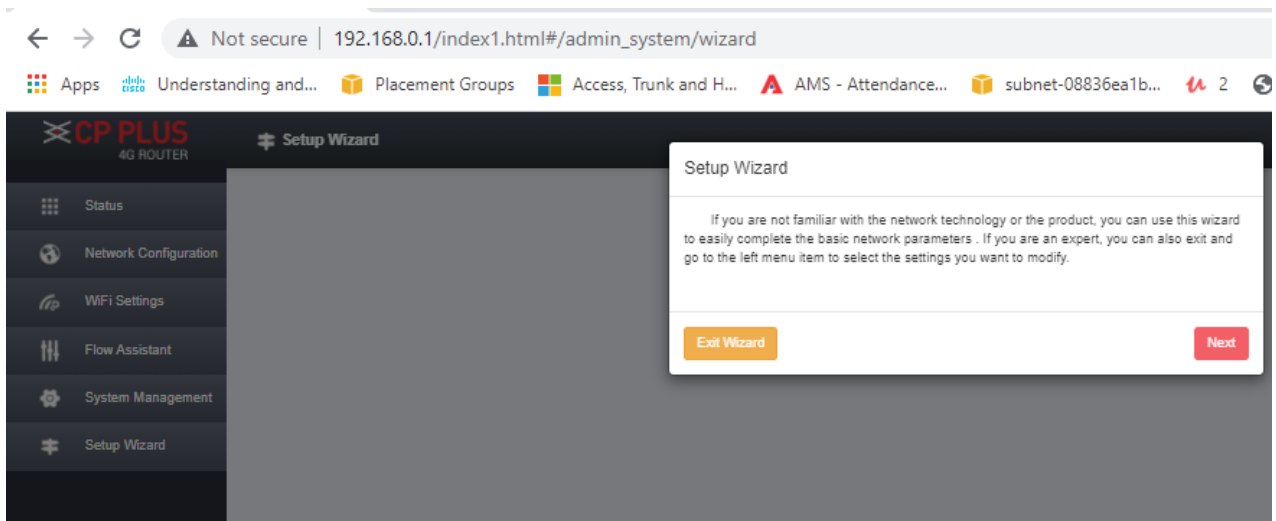 Not secure | 192.168.0.1/index1.html#/admin_system/wizard
Apps Understanding and... Placement Groups Access, Trunk and H... AMS - Attendance... subnet-08836ea1b... 2
CP PLUS
4G ROUTER
Setup Wizard
Status
Network Configuration
WiFi Settings
Flow Assistant
System Management
Setup Wizard
Setup Wizard
If you are not familiar with the network technology or the product, you can use this wizard
to easily complete the basic network parameters . If you are an expert, you can also exit and
go to the left menu item to select the settings you want to modify.
Exit Wizard Next